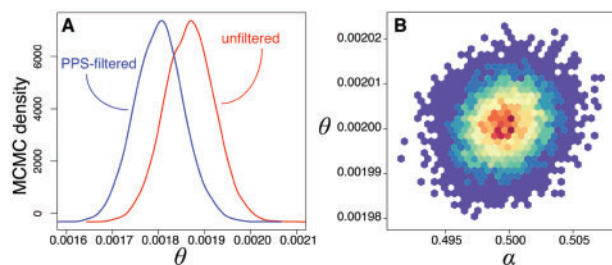 A
PPS-filtered
unfiltered
MCMC density
6000
4000
2000
0
0.0016
0.0017
0.0018
0.0019
0.0020
0.0021
θ
B
0.00202
0.00201
0.00200
0.00199
0.00198
θ
0.495
0.500
0.505
α